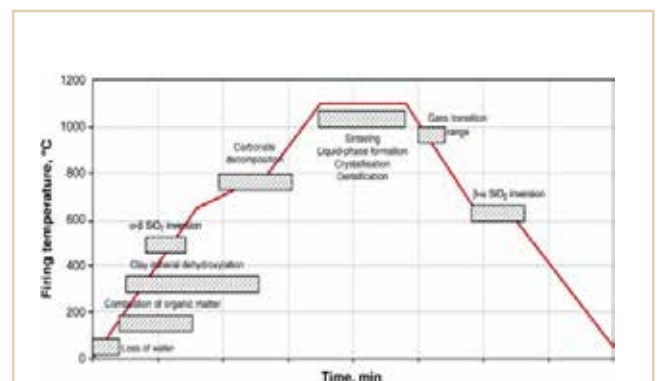 1200
1000
800
600
400
200
0
Firing temperature, °C
Carbonate
decomposition
Sintering
Liquid-phase formation
Crystallisation
Densification
Gass transition
range
β-α SiO₂ inversion
α-β SiO₂ inversion
Clay mineral dehydroxylation
Combustion of organic matter
Loss of water
Time, min